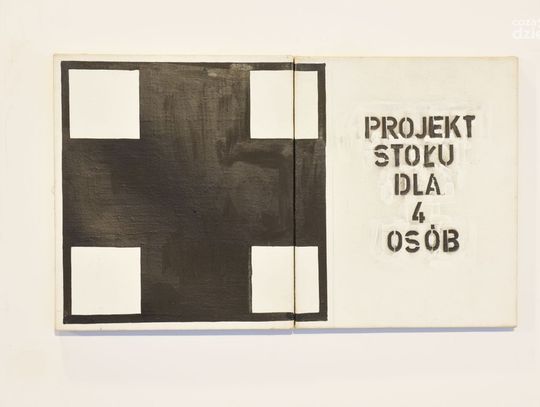 PROJEKT
STOŁU
DLA
4
OSÓB